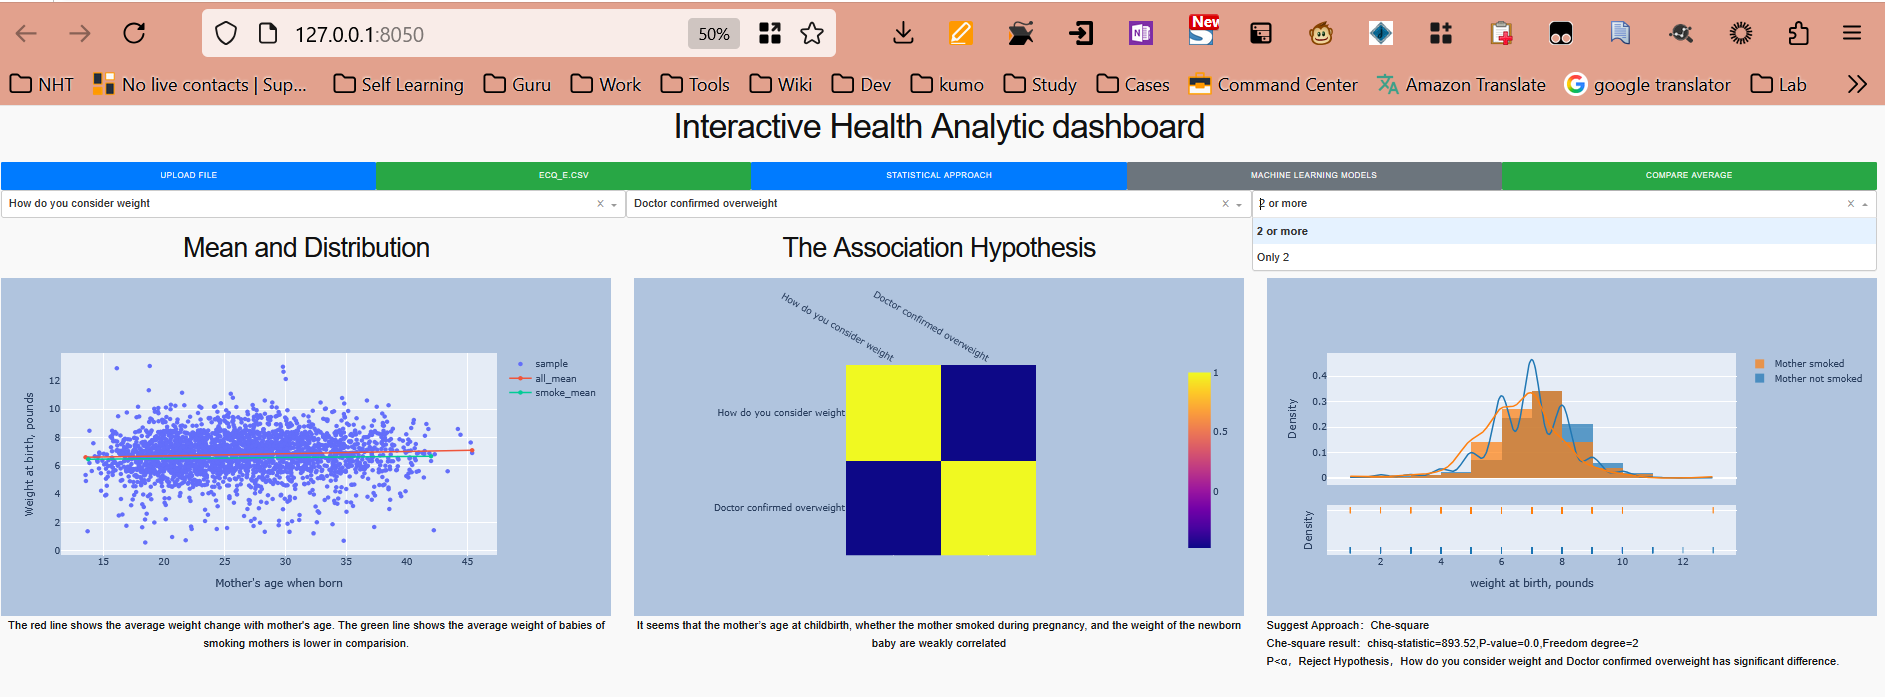 50%
127.0.0.1:8050
New
NHT
No live contacts | Sup...
Self Learning
Guru
Work
Tools
Wiki
Dev
kumo
Study
Cases
Command Center
Amazon Translate
google translator
Lab
Interactive Health Analytic dashboard
UPLOAD FILE
ECQ_E.CSV
STATISTICAL APPROACH
MACHINE LEARNING MODELS
COMPARE AVERAGE
How do you consider weight
Doctor confirmed overweight
2 or more
2 or more
Only 2
Mean and Distribution
The Association Hypothesis
sample
all_mean
smoke_mean
Weight at birth, pounds
12
10
8
6
4
2
0
15 20 25 30 35 40 45
Mother's age when born
How do you consider weight
Doctor confirmed overweight
How do you consider weight
Doctor confirmed overweight
1
0.5
0
Mother smoked
Mother not smoked
Density
0.4
0.3
0.2
0.1
0
Density
2 4 6 8 10 12
weight at birth, pounds
The red line shows the average weight change with mother's age. The green line shows the average weight of babies of
smoking mothers is lower in comparision.
It seems that the mother's age at childbirth, whether the mother smoked during pregnancy, and the weight of the newborn
baby are weakly correlated
Suggest Approach: Che-square
Che-square result: chisq-statistic=893.52,P-value=0.0,Freedom degree=2
P<α, Reject Hypothesis, How do you consider weight and Doctor confirmed overweight has significant difference.